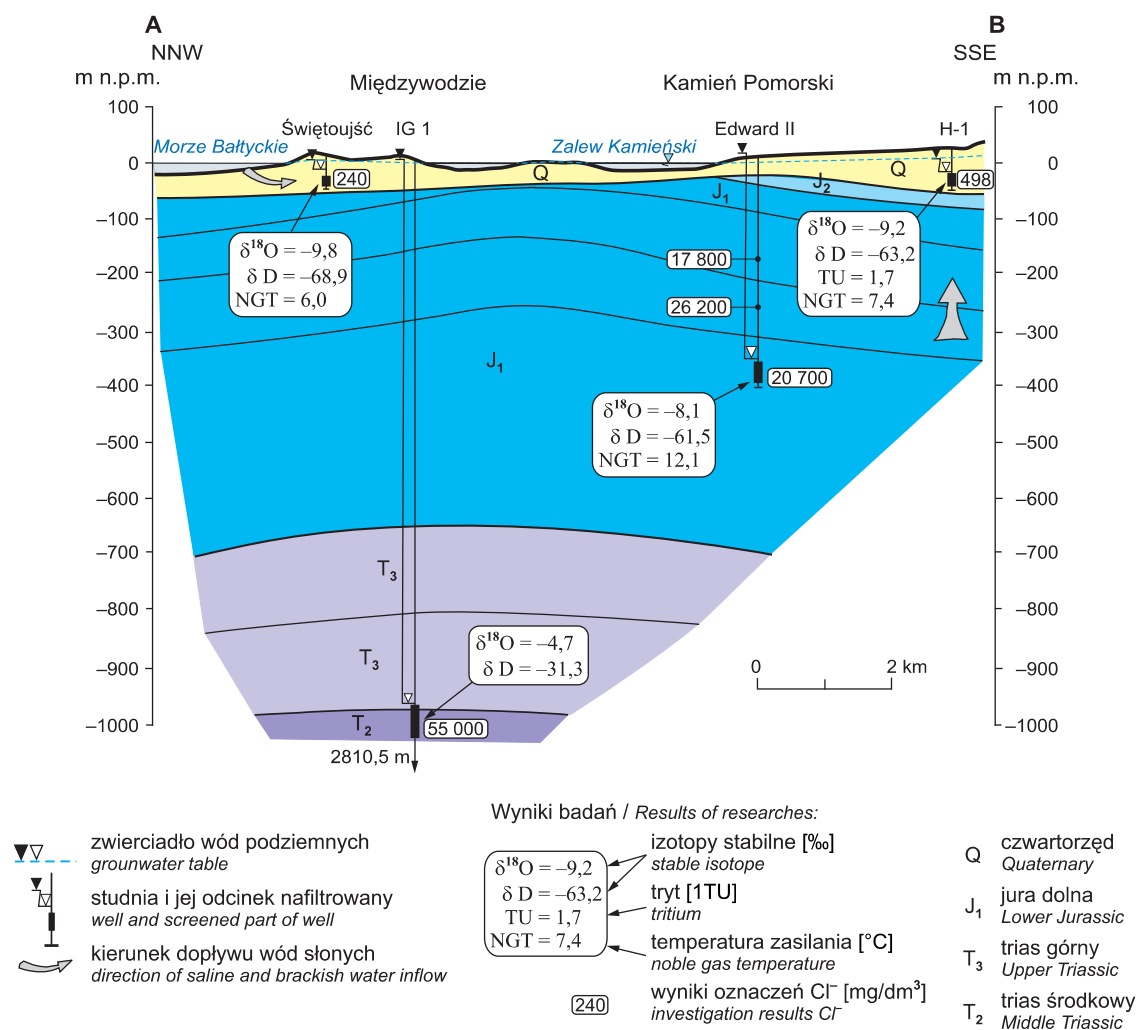 A
B
NNW
SSE
m n.p.m.
Międzywodzie
Kamień Pomorski
m n.p.m.
100
100
Świętoujść
IG 1
Edward II
H-1
Morze Bałtyckie
Zalew Kamieński
0
0
240
Q
Q
498
J₂
J₁
–100
–100
δ¹⁸O = –9,8
δ D = –68,9
NGT = 6,0
δ¹⁸O = –9,2
δ D = –63,2
TU = 1,7
NGT = 7,4
17 800
–200
–200
26 200
–300
–300
J₁
20 700
–400
–400
δ¹⁸O = –8,1
δ D = –61,5
NGT = 12,1
–500
–500
–600
–600
–700
–700
T₃
–800
–800
δ¹⁸O = –4,7
δ D = –31,3
T₃
–900
–900
0
2 km
T₂
55 000
–1000
–1000
2810,5 m
Wyniki badań / Results of researches:
zwierciadło wód podziemnych
grounwater table
studnia i jej odcinek nafiltrowany
well and screened part of well
kierunek dopływu wód słonych
direction of saline and brackish water inflow
δ¹⁸O = –9,2
δ D = –63,2
TU = 1,7
NGT = 7,4
izotopy stabilne [‰]
stable isotope
tryt [1TU]
tritium
temperatura zasilania [°C]
noble gas temperature
240
wyniki oznaczeń Cl⁻ [mg/dm³]
investigation results Cl⁻
Q
czwartorzęd
Quaternary
J₁
jura dolna
Lower Jurassic
T₃
trias górny
Upper Triassic
T₂
trias środkowy
Middle Triassic